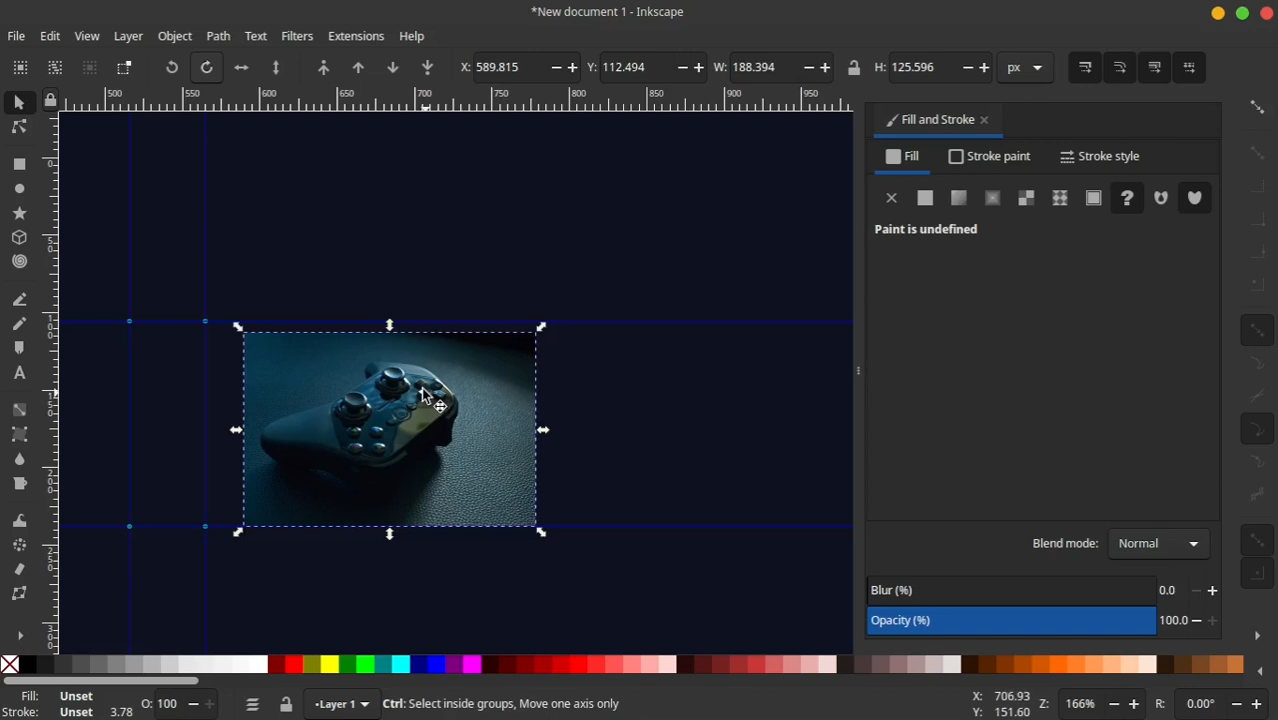 *New document 1 - Inkscape
File Edit View Layer Object Path Text Filters Extensions Help
X: 589.815 Y: 112.494 W: 188.394 H: 125.596 px
500 550 600 650 700 750 800 850 900 950
Fill and Stroke
Fill Stroke paint Stroke style
Paint is undefined
Blend mode: Normal
Blur (%) 0.0
Opacity (%) 100.0
Fill: Unset
Stroke: Unset 3.78
O: 100
Layer 1
Ctrl: Select inside groups, Move one axis only
X: 706.93
Y: 151.60
Z: 166%
R: 0.00°